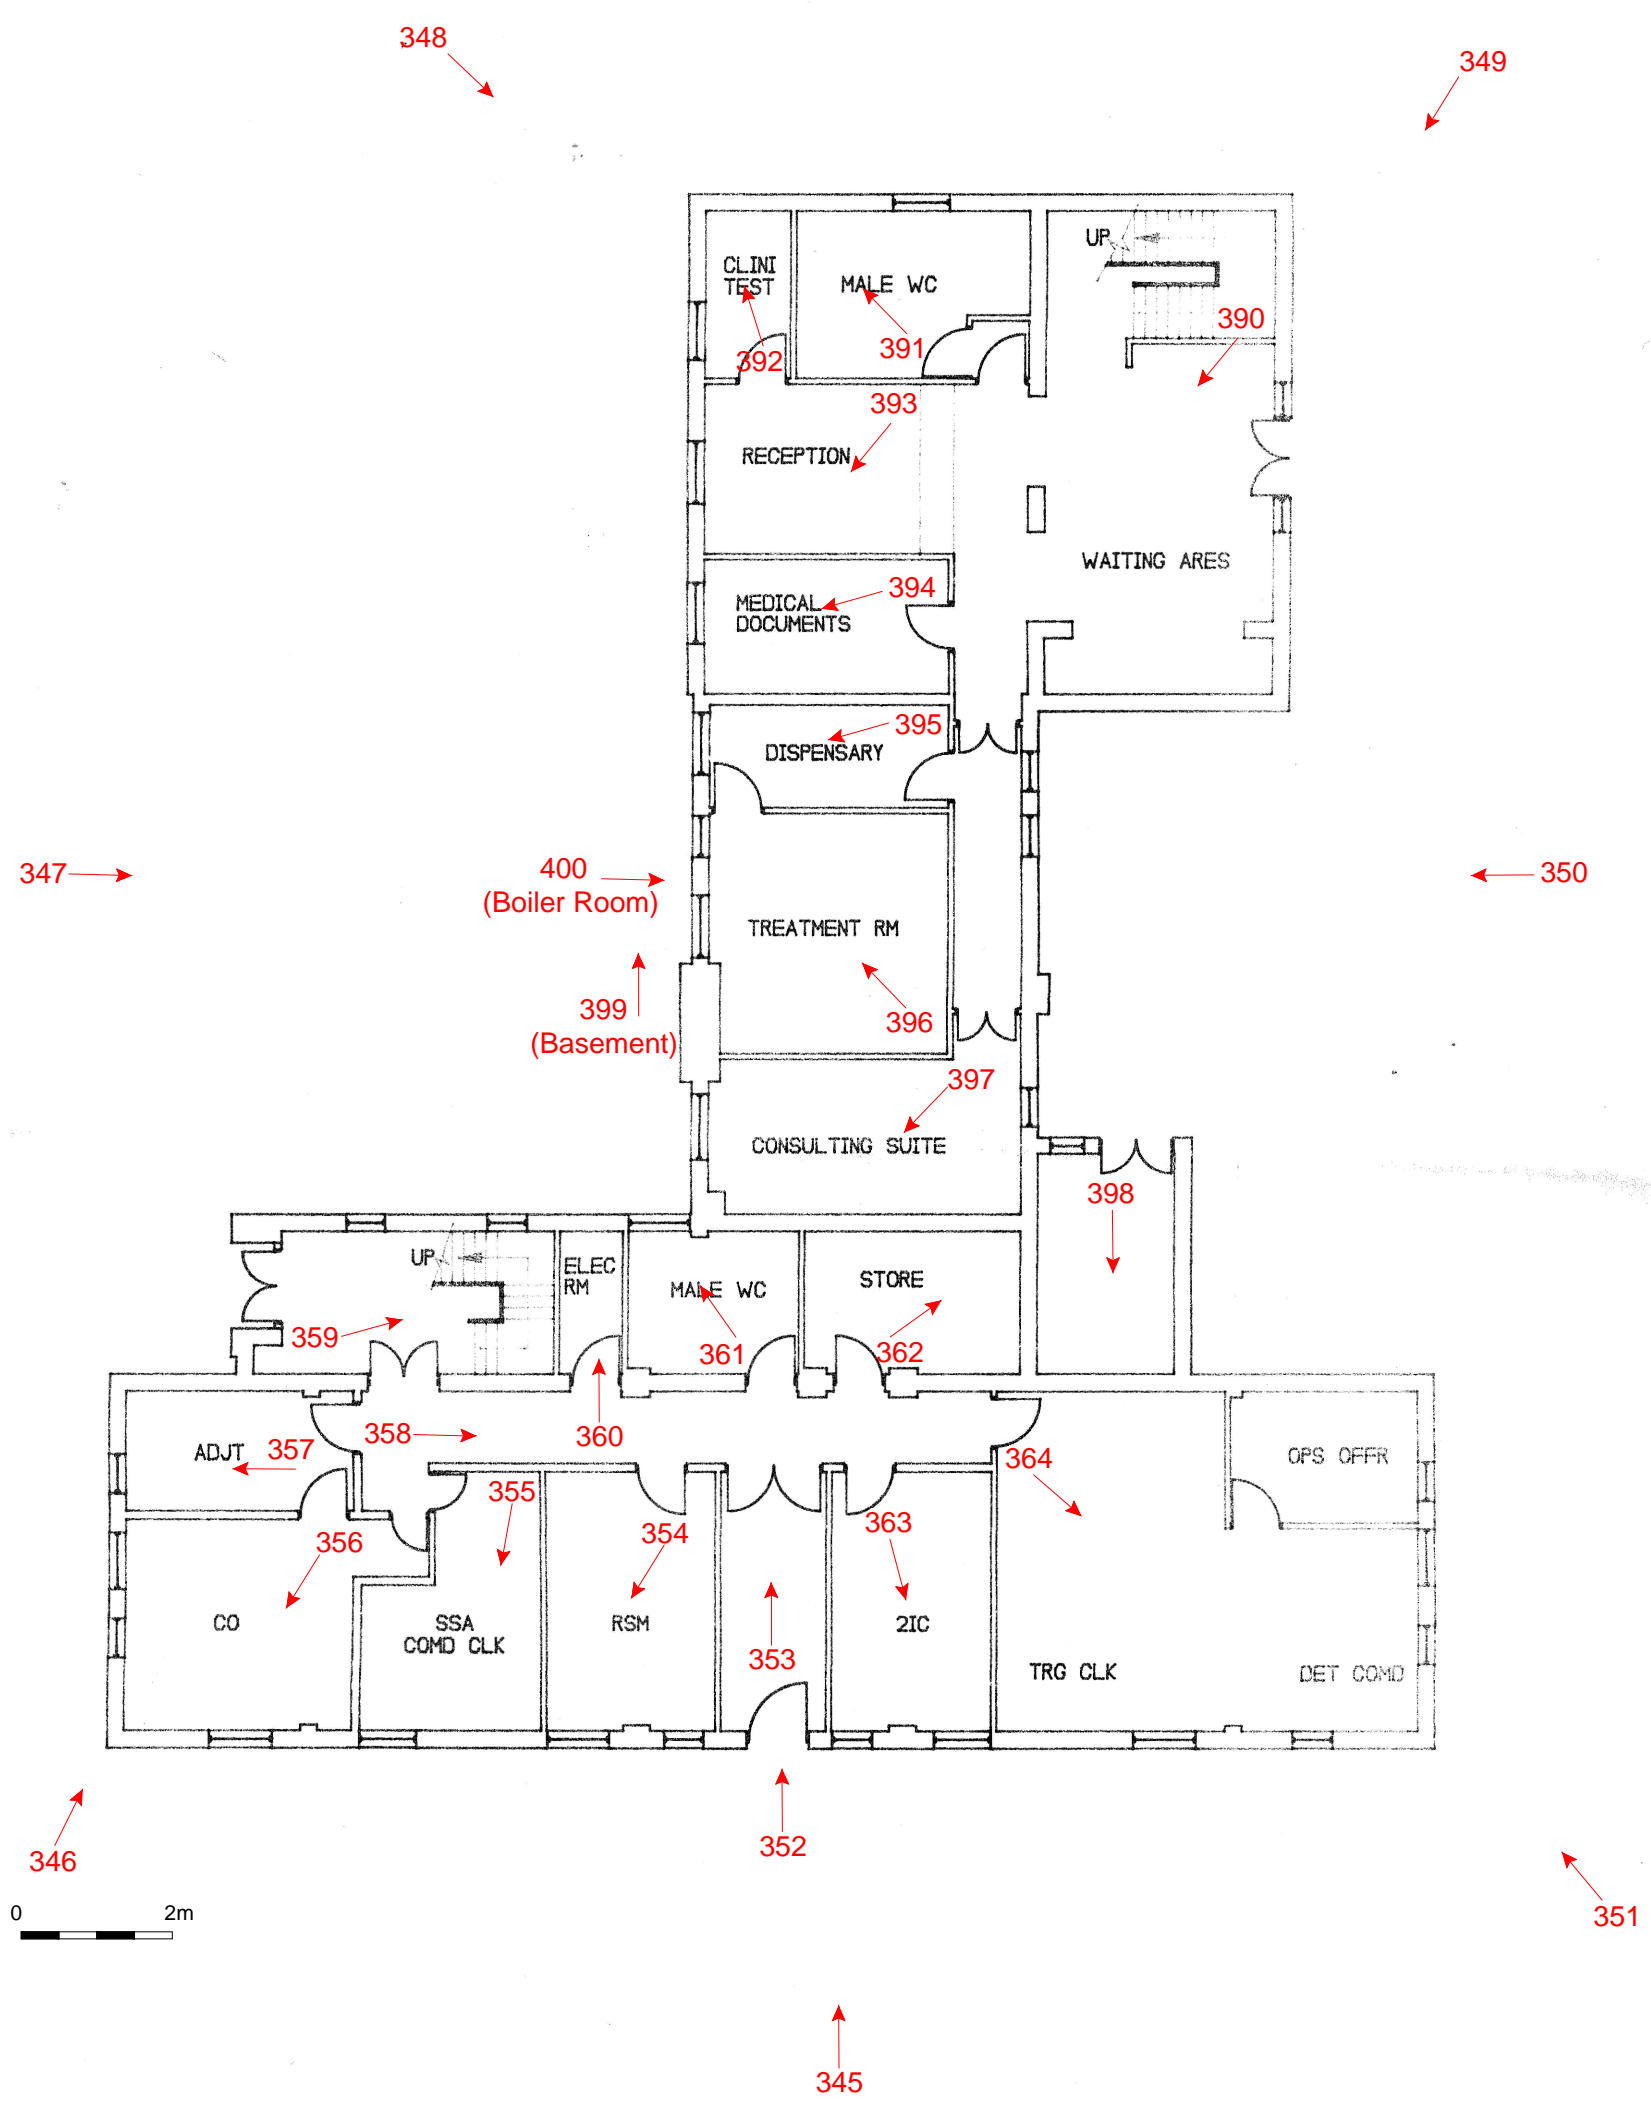 348
349
CLINI
TEST
MALE WC
UP
390
391
392
393
RECEPTION
WAITING ARES
394
MEDICAL
DOCUMENTS
395
DISPENSARY
347
400
(Boiler Room)
350
TREATMENT RM
399
(Basement)
396
397
CONSULTING SUITE
398
UP
ELEC
RM
MALE WC
STORE
359
361
362
358
360
ADJT
357
364
OPS OFFR
355
356
354
363
CO
SSA
COMD CLK
RSM
2IC
353
TRG CLK
DET COMD
352
346
351
0
2m
345